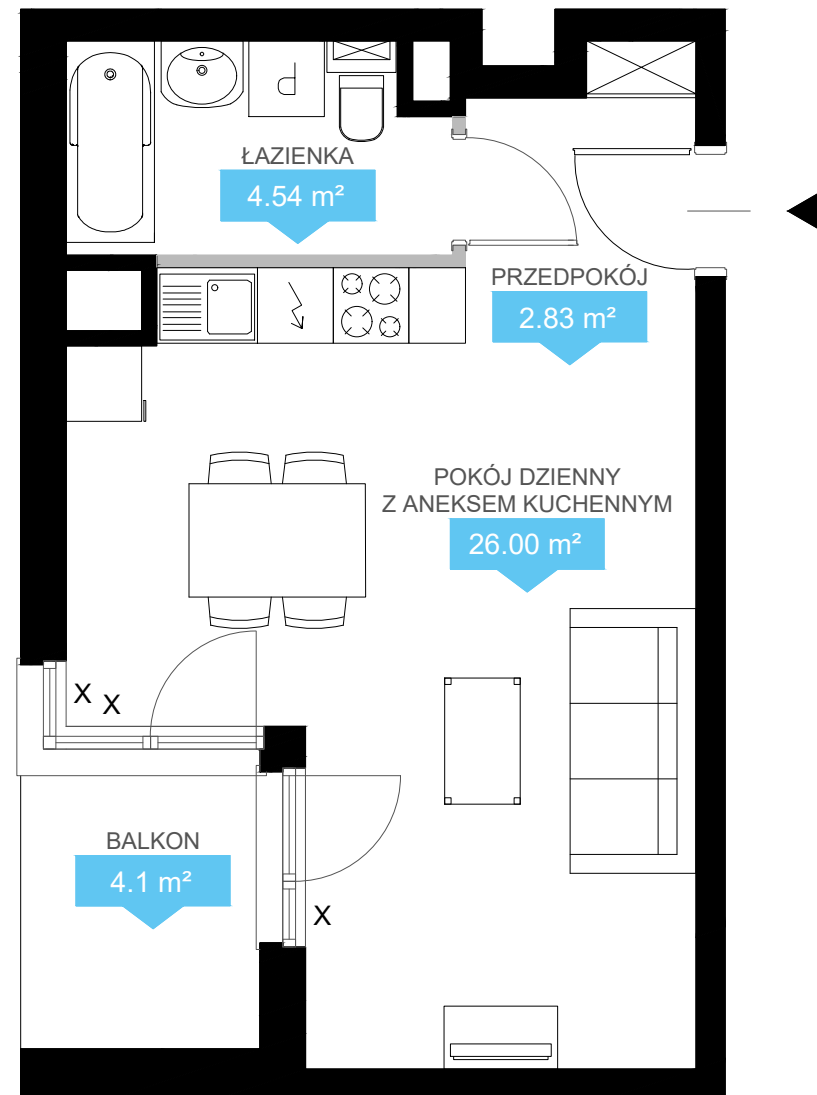 ŁAZIENKA
4.54 m²
PRZEDPOKÓJ
2.83 m²
POKÓJ DZIENNY
Z ANEKSEM KUCHENNYM
26.00 m²
X
X
BALKON
4.1 m²
X